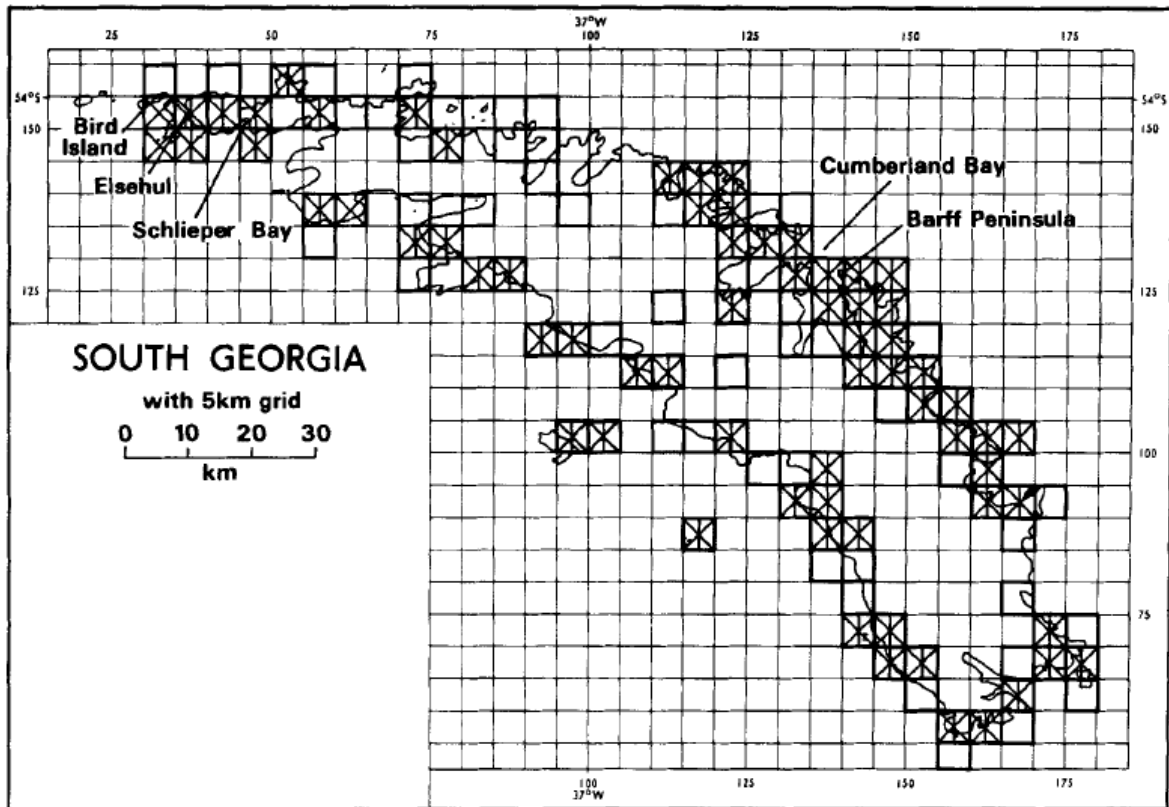 37°W
25 50 75 100 125 150 175
54°S 54°S
150 150
Bird
Island
Elsehul
Schlieper Bay
Cumberland Bay
Barff Peninsula
125 125
SOUTH GEORGIA
with 5km grid
0 10 20 30
km
100
75
100 125 150 175
37°W